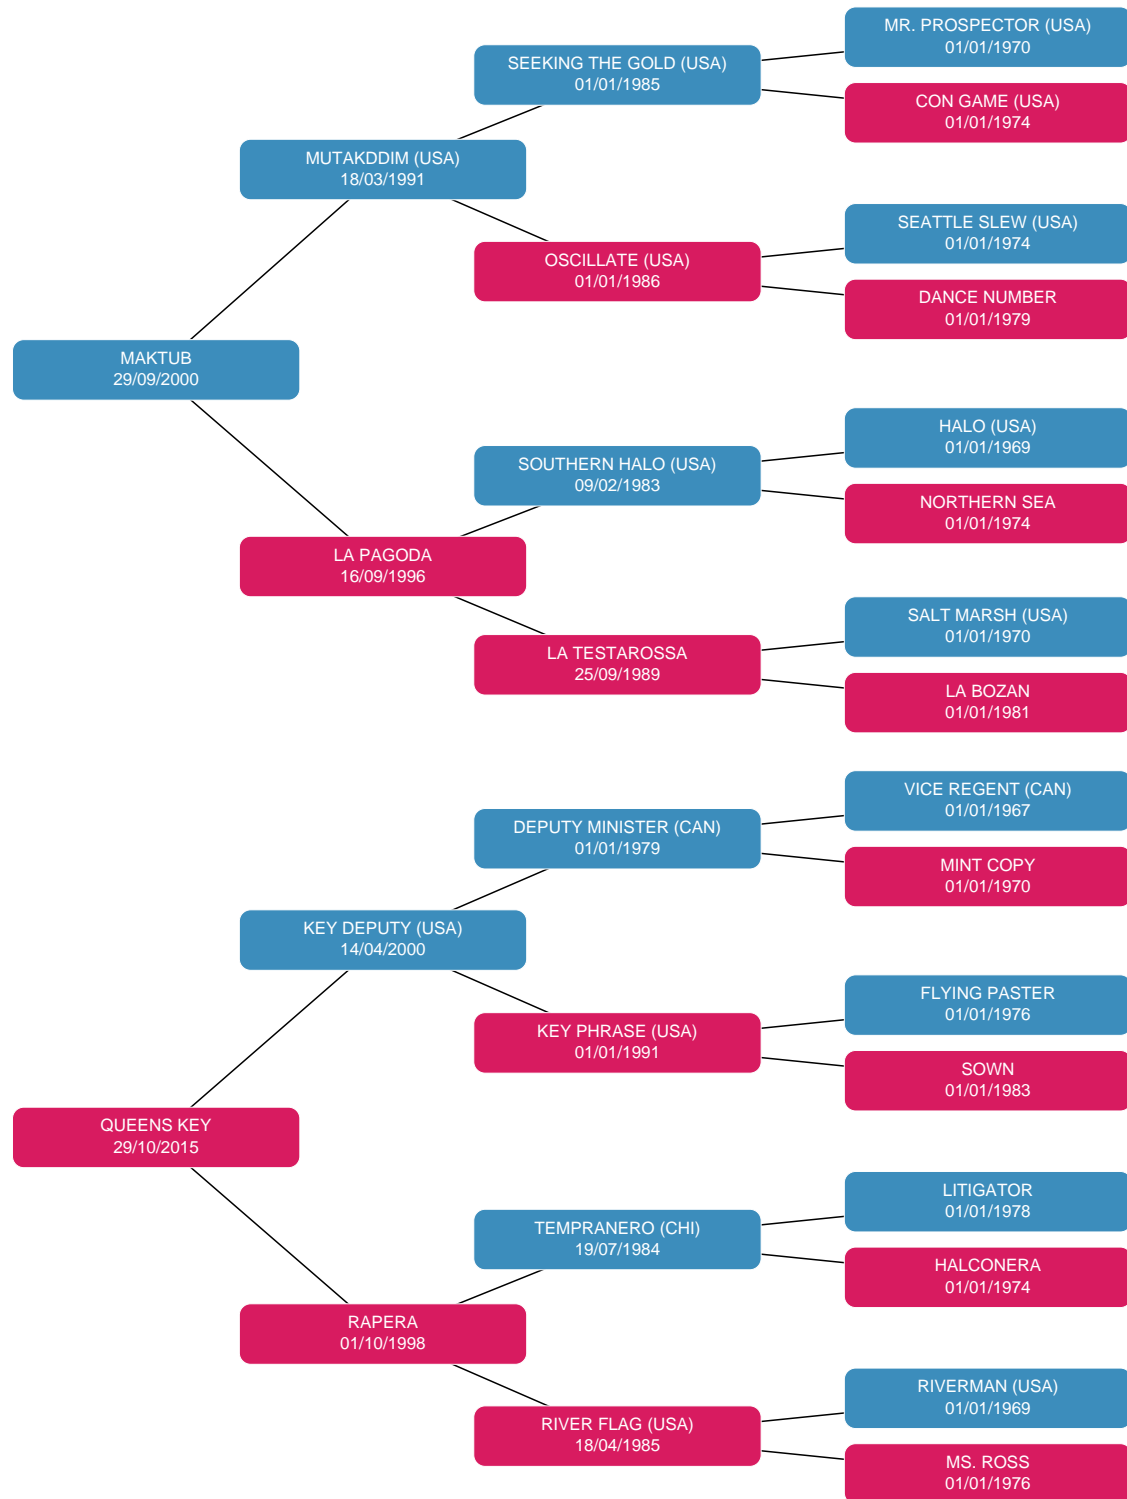 MR. PROSPECTOR (USA)
01/01/1970
SEEKING THE GOLD (USA)
01/01/1985
CON GAME (USA)
01/01/1974
MUTAKDDIM (USA)
18/03/1991
SEATTLE SLEW (USA)
01/01/1974
OSCILLATE (USA)
01/01/1986
DANCE NUMBER
01/01/1979
MAKTUB
29/09/2000
HALO (USA)
01/01/1969
SOUTHERN HALO (USA)
09/02/1983
NORTHERN SEA
01/01/1974
LA PAGODA
16/09/1996
SALT MARSH (USA)
01/01/1970
LA TESTAROSSA
25/09/1989
LA BOZAN
01/01/1981
VICE REGENT (CAN)
01/01/1967
DEPUTY MINISTER (CAN)
01/01/1979
MINT COPY
01/01/1970
KEY DEPUTY (USA)
14/04/2000
FLYING PASTER
01/01/1976
KEY PHRASE (USA)
01/01/1991
SOWN
01/01/1983
QUEENS KEY
29/10/2015
LITIGATOR
01/01/1978
TEMPRANERO (CHI)
19/07/1984
HALCONERA
01/01/1974
RAPERA
01/10/1998
RIVERMAN (USA)
01/01/1969
RIVER FLAG (USA)
18/04/1985
MS. ROSS
01/01/1976